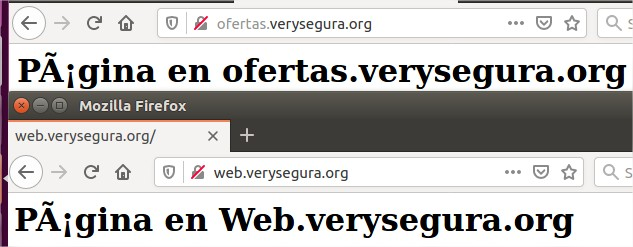 ofertas.verysegura.org
PÃ¡gina en ofertas.verysegura.org
Mozilla Firefox
web.verysegura.org/
web.verysegura.org
PÃ¡gina en Web.verysegura.org